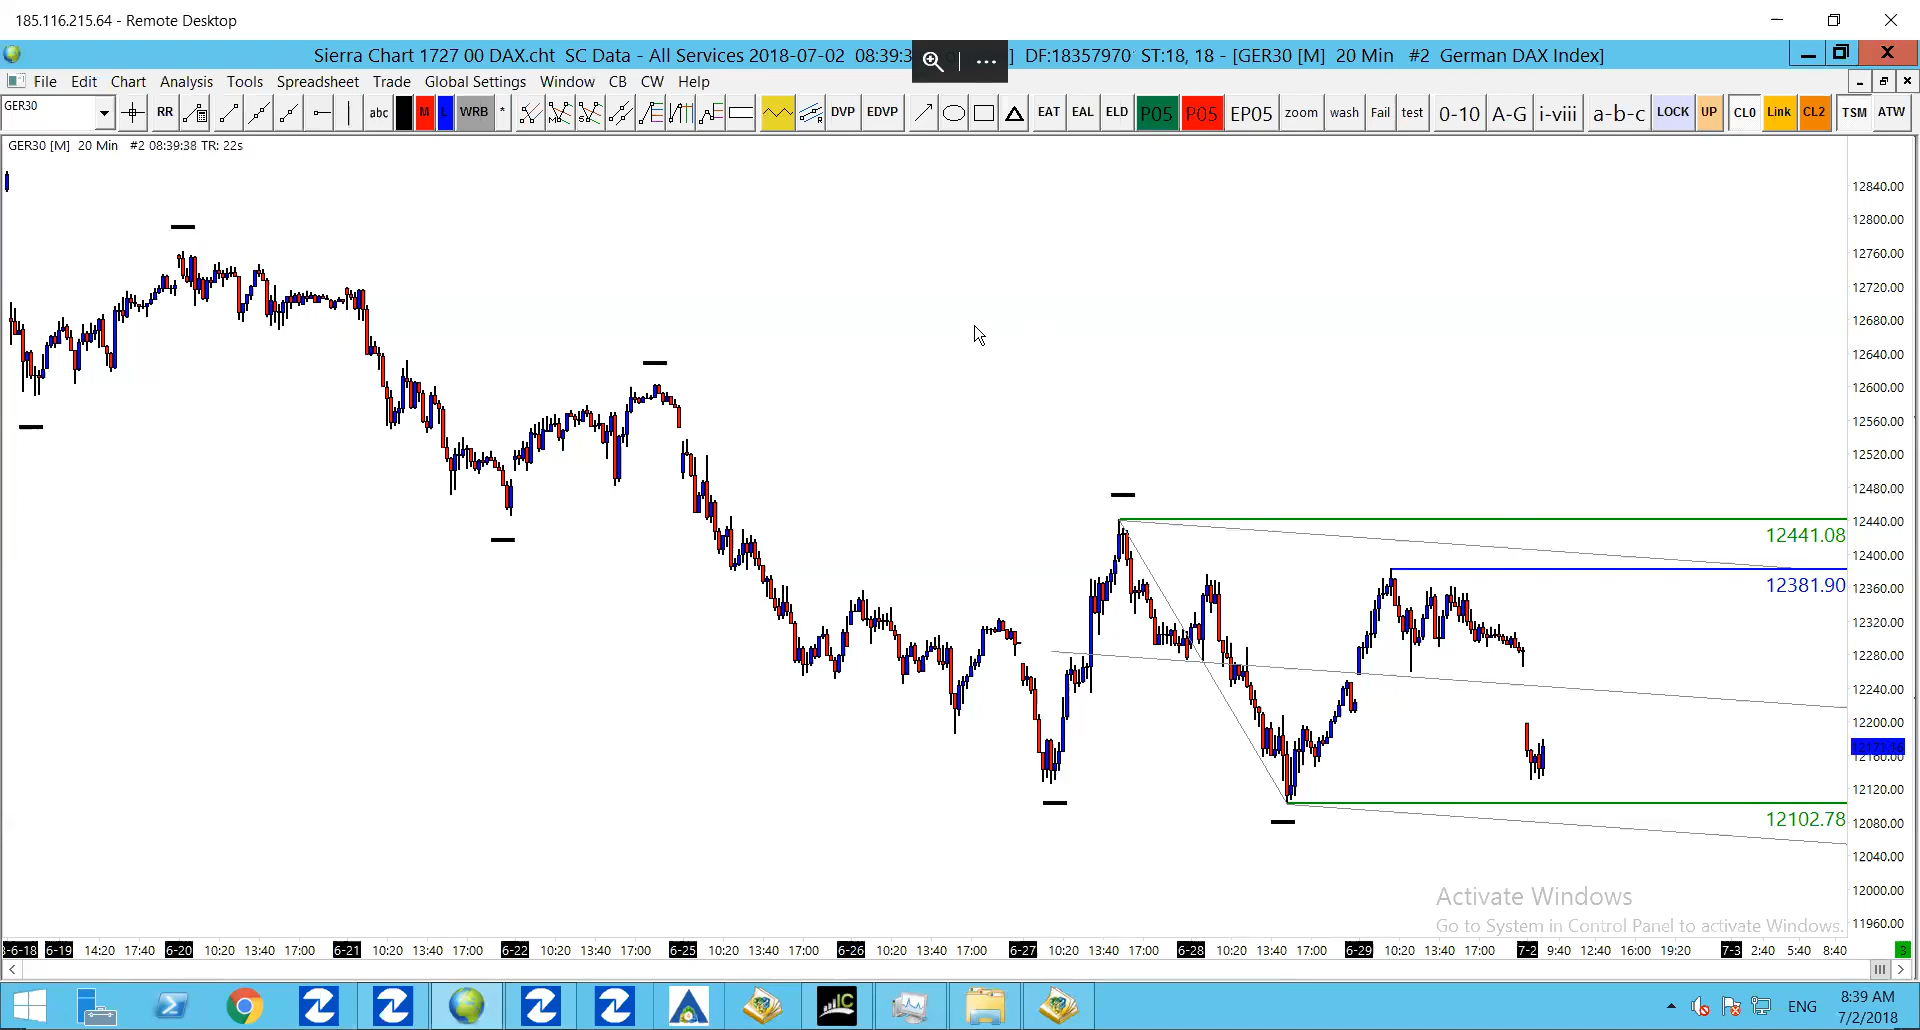 185.116.215.64 - Remote Desktop
Sierra Chart 1727 00 DAX.cht SC Data - All Services 2018-07-02 08:39:3 ] DF:18357970 ST:18, 18 - [GER30 [M] 20 Min #2 German DAX Index]
File Edit Chart Analysis Tools Spreadsheet Trade Global Settings Window CB CW Help
GER30 RR abc M L WRB * DVP EDVP EAT EAL ELD P05 P05 EP05 zoom wash Fail test 0-10 A-G i-viii a-b-c LOCK UP CL0 Link CL2 TSM ATW
GER30 [M] 20 Min #2 08:39:38 TR: 22s
12840.00
12800.00
12760.00
12720.00
12680.00
12640.00
12600.00
12560.00
12520.00
12480.00
12440.00
12441.08
12400.00
12381.90
12360.00
12320.00
12280.00
12240.00
12200.00
12171.16
12160.00
12120.00
12102.78
12080.00
12040.00
12000.00
11960.00
Activate Windows
Go to System in Control Panel to activate Windows.
6-18 6-19 14:20 17:40 6-20 10:20 13:40 17:00 6-21 10:20 13:40 17:00 6-22 10:20 13:40 17:00 6-25 10:20 13:40 17:00 6-26 10:20 13:40 17:00 6-27 10:20 13:40 17:00 6-28 10:20 13:40 17:00 6-29 10:20 13:40 17:00 7-2 9:40 12:40 16:00 19:20 7-3 2:40 5:40 8:40 3
IC
ENG
8:39 AM
7/2/2018